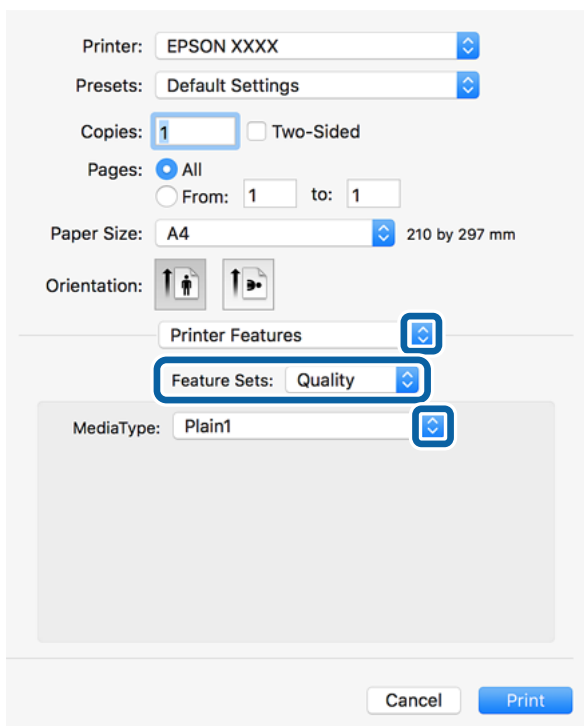 Printer: EPSON XXXX
Presets: Default Settings
Copies: 1 Two-Sided
Pages: All
From: 1 to: 1
Paper Size: A4 210 by 297 mm
Orientation:
Printer Features
Feature Sets: Quality
MediaType: Plain1
Cancel Print